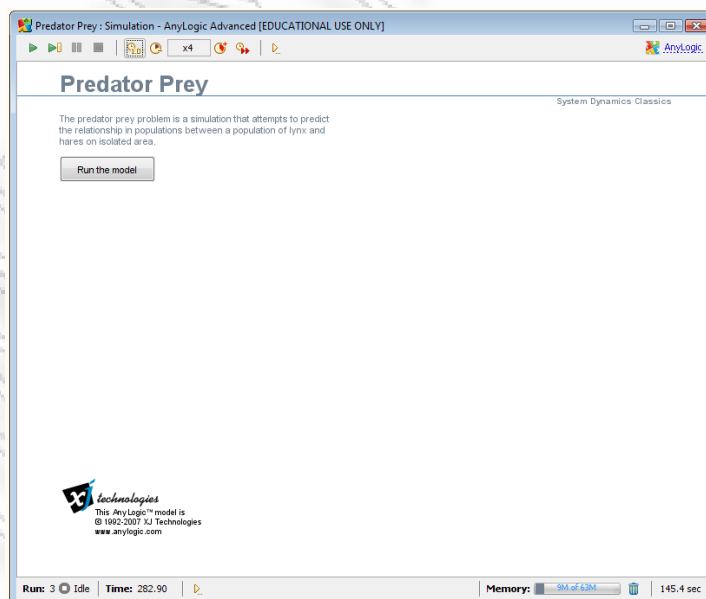 Predator Prey : Simulation - AnyLogic Advanced [EDUCATIONAL USE ONLY]
x4
AnyLogic
Predator Prey
System Dynamics Classics
The predator prey problem is a simulation that attempts to predict
the relationship in populations between a population of lynx and
hares on isolated area.
Run the model
xj technologies
This AnyLogic™ model is
© 1992-2007 XJ Technologies
www.anylogic.com
Run: 3 Idle Time: 282.90 Memory: 9M of 63M 145.4 sec